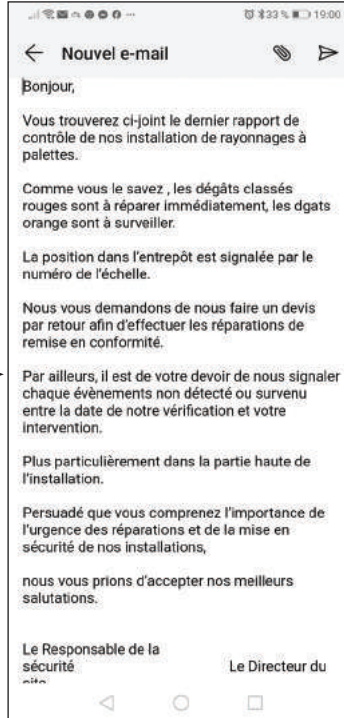 33 % 19:00
Nouvel e-mail
Bonjour,
Vous trouverez ci-joint le dernier rapport de
contrôle de nos installation de rayonnages à
palettes.
Comme vous le savez , les dégâts classés
rouges sont à réparer immédiatement, les dgats
orange sont à surveiller.
La position dans l'entrepôt est signalée par le
numéro de l'échelle.
Nous vous demandons de nous faire un devis
par retour afin d'effectuer les réparations de
remise en conformité.
Par ailleurs, il est de votre devoir de nous signaler
chaque évènements non détecté ou survenu
entre la date de notre vérification et votre
intervention.
Plus particulièrement dans la partie haute de
l'installation.
Persuadé que vous comprenez l'importance de
l'urgence des réparations et de la mise en
sécurité de nos installations,
nous vous prions d'accepter nos meilleurs
salutations.
Le Responsable de la
sécurité Le Directeur du